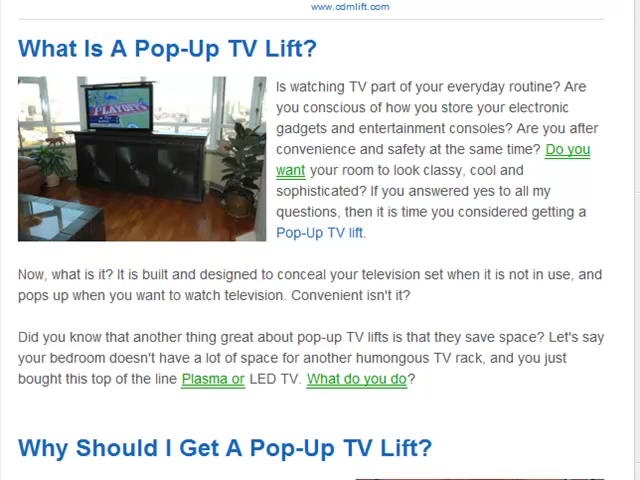 www.cdmlift.com
What Is A Pop-Up TV Lift?
PLAYOFFS
Is watching TV part of your everyday routine? Are
you conscious of how you store your electronic
gadgets and entertainment consoles? Are you after
convenience and safety at the same time? Do you
want your room to look classy, cool and
sophisticated? If you answered yes to all my
questions, then it is time you considered getting a
Pop-Up TV lift.
Now, what is it? It is built and designed to conceal your television set when it is not in use, and
pops up when you want to watch television. Convenient isn't it?
Did you know that another thing great about pop-up TV lifts is that they save space? Let's say
your bedroom doesn't have a lot of space for another humongous TV rack, and you just
bought this top of the line Plasma or LED TV. What do you do?
Why Should I Get A Pop-Up TV Lift?